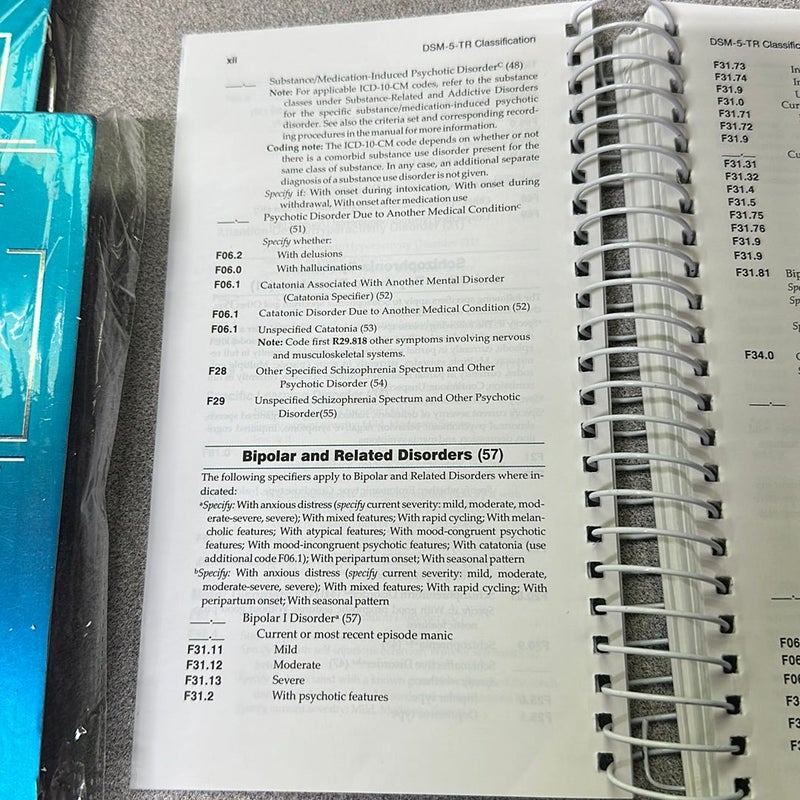 xii
DSM-5-TR Classification
___.__ Substance/Medication-Induced Psychotic Disorderᶜ (48)
Note: For applicable ICD-10-CM codes, refer to the substance
classes under Substance-Related and Addictive Disorders
for the specific substance/medication-induced psychotic
disorder. See also the criteria set and corresponding record-
ing procedures in the manual for more information.
Coding note: The ICD-10-CM code depends on whether or not
there is a comorbid substance use disorder present for the
same class of substance. In any case, an additional separate
diagnosis of a substance use disorder is not given.
Specify if: With onset during intoxication, With onset during
withdrawal, With onset after medication use
___.__ Psychotic Disorder Due to Another Medical Conditionᶜ
(51)
Specify whether:
F06.2 With delusions
F06.0 With hallucinations
F06.1 Catatonia Associated With Another Mental Disorder
(Catatonia Specifier) (52)
F06.1 Catatonic Disorder Due to Another Medical Condition (52)
F06.1 Unspecified Catatonia (53)
Note: Code first R29.818 other symptoms involving nervous
and musculoskeletal systems.
F28 Other Specified Schizophrenia Spectrum and Other
Psychotic Disorder (54)
F29 Unspecified Schizophrenia Spectrum and Other Psychotic
Disorder(55)
Bipolar and Related Disorders (57)
The following specifiers apply to Bipolar and Related Disorders where in-
dicated:
ᵃSpecify: With anxious distress (specify current severity: mild, moderate, mod-
erate-severe, severe); With mixed features; With rapid cycling; With melan-
cholic features; With atypical features; With mood-congruent psychotic
features; With mood-incongruent psychotic features; With catatonia (use
additional code F06.1); With peripartum onset; With seasonal pattern
ᵇSpecify: With anxious distress (specify current severity: mild, moderate,
moderate-severe, severe); With mixed features; With rapid cycling; With
peripartum onset; With seasonal pattern
___.__ Bipolar I Disorderᵃ (57)
___.__ Current or most recent episode manic
F31.11 Mild
F31.12 Moderate
F31.13 Severe
F31.2 With psychotic features
DSM-5-TR Classific
F31.73
F31.74
F31.9
F31.0
F31.71
F31.72
F31.9
___.__
F31.31
F31.32
F31.4
F31.5
F31.75
F31.76
F31.9
F31.9
F31.81
F34.0
___.__
___.__